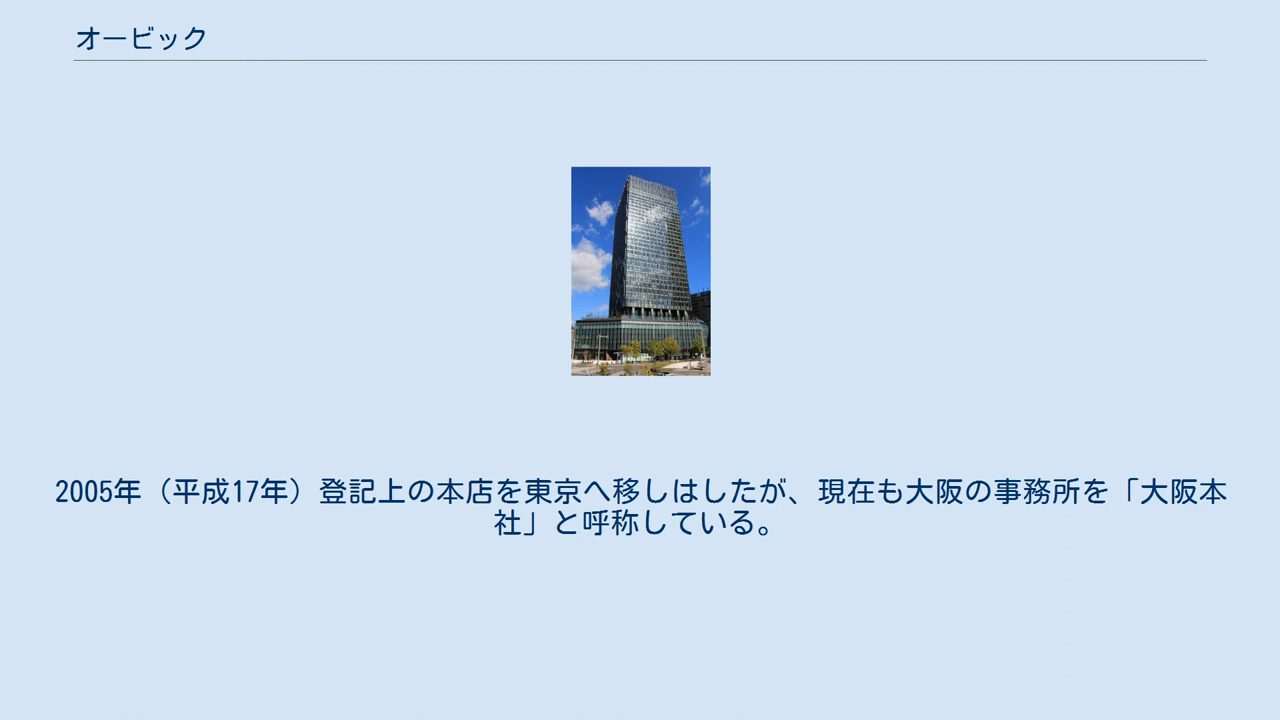 オービック
2005年（平成17年）登記上の本店を東京へ移しはしたが、現在も大阪の事務所を「大阪本
社」と呼称している。